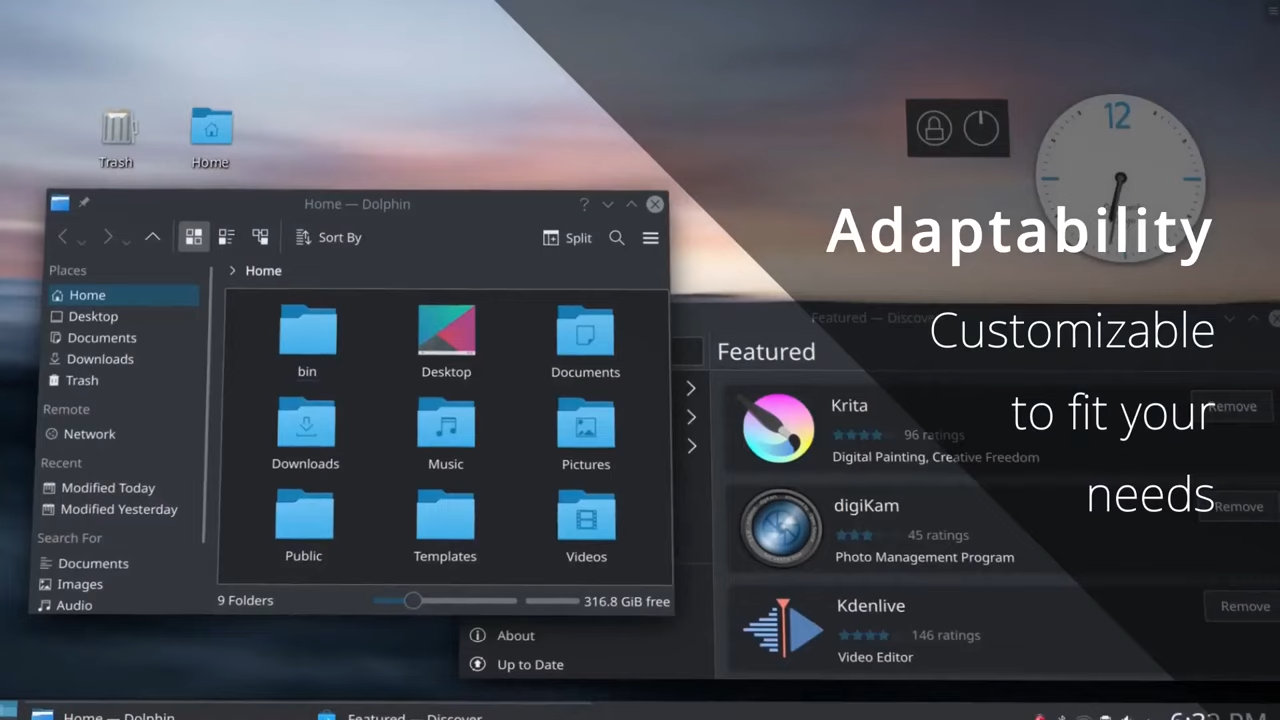 12
Trash
Home
Adaptability
Customizable
to fit your
needs
Home — Dolphin
?
Sort By
Split
Places
Home
Desktop
Documents
Downloads
Trash
Remote
Network
Recent
Modified Today
Modified Yesterday
Search For
Documents
Images
Audio
> Home
bin
Desktop
Documents
Downloads
Music
Pictures
Public
Templates
Videos
9 Folders
316.8 GiB free
Featured — Discover
Featured
Krita
96 ratings
Digital Painting, Creative Freedom
Remove
digiKam
45 ratings
Photo Management Program
Remove
Kdenlive
146 ratings
Video Editor
Remove
About
Up to Date
Home — Dolphin
Featured — Discover